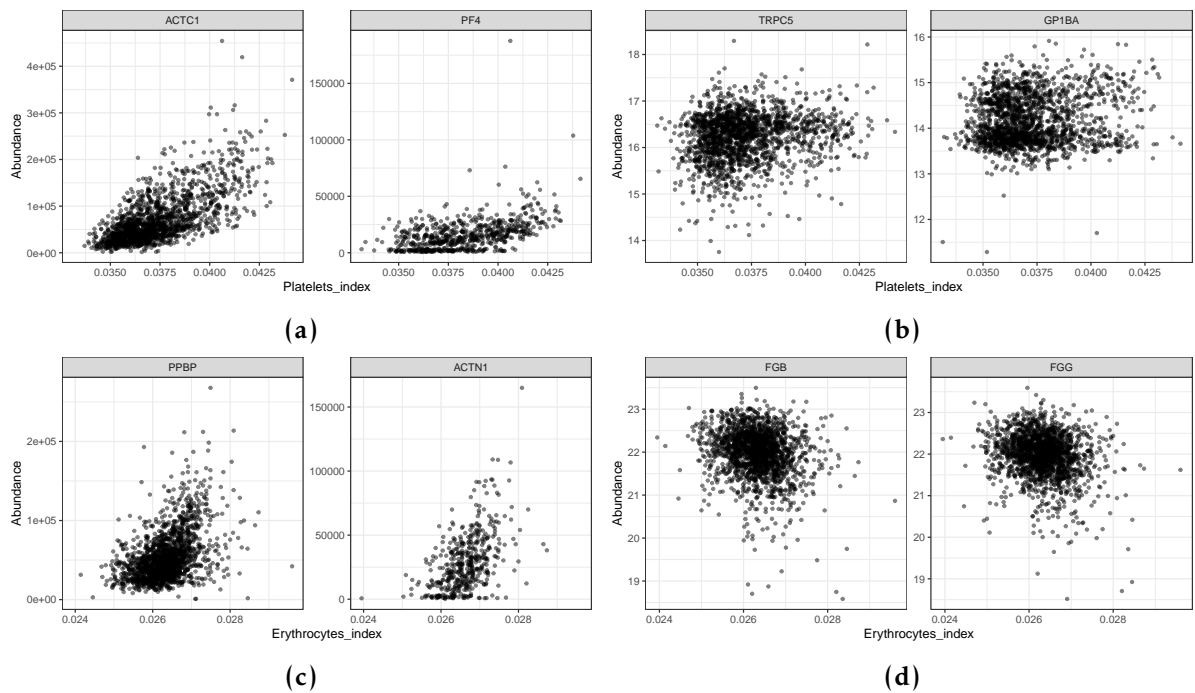 ACTC1
PF4
TRPC5
GP1BA
Abundance
4e+05
3e+05
2e+05
1e+05
0e+00
150000
100000
50000
0
Abundance
18
17
16
15
14
16
15
14
13
12
0.0350 0.0375 0.0400 0.0425
0.0350 0.0375 0.0400 0.0425
0.0350 0.0375 0.0400 0.0425
0.0350 0.0375 0.0400 0.0425
Platelets_index
Platelets_index
(a)
(b)
PPBP
ACTN1
FGB
FGG
Abundance
2e+05
1e+05
0e+00
150000
100000
50000
0
Abundance
23
22
21
20
19
23
22
21
20
19
0.024 0.026 0.028
0.024 0.026 0.028
0.024 0.026 0.028
0.024 0.026 0.028
Erythrocytes_index
Erythrocytes_index
(c)
(d)